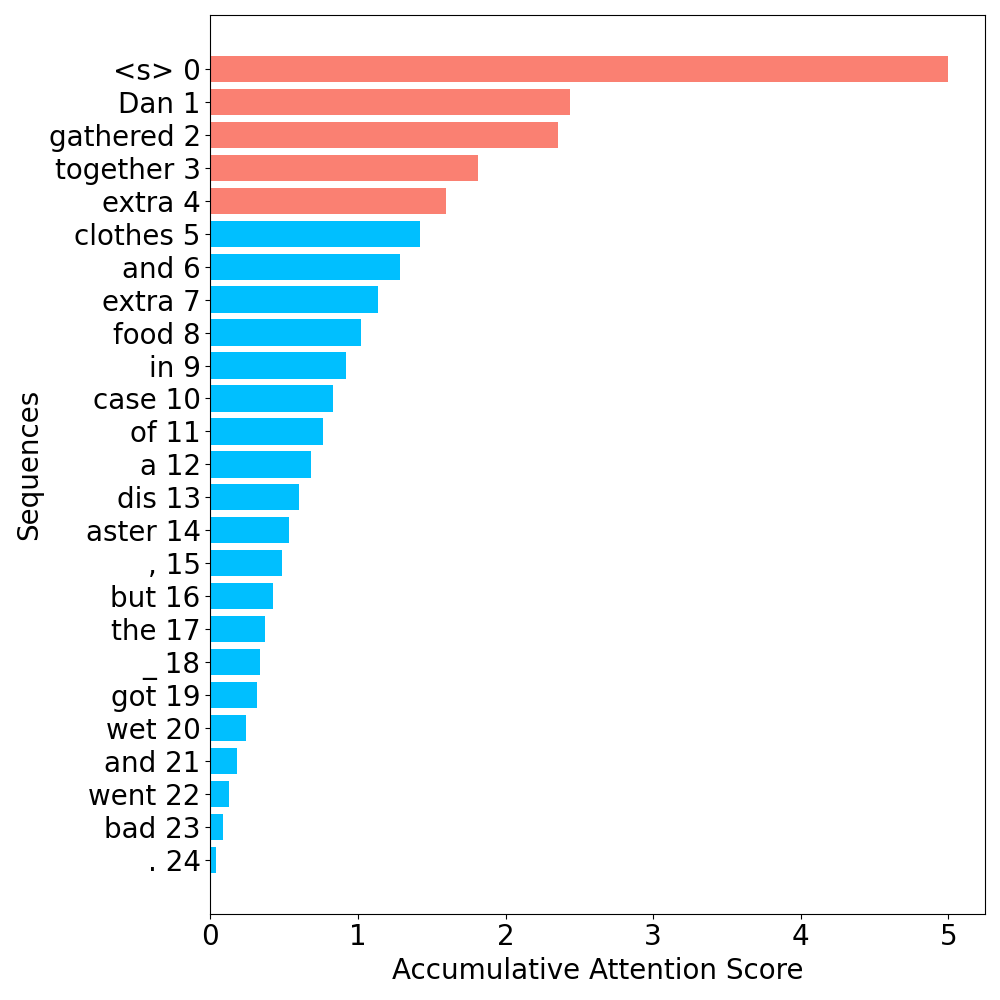 <s> 0
Dan 1
gathered 2
together 3
extra 4
clothes 5
and 6
extra 7
food 8
in 9
case 10
of 11
a 12
dis 13
aster 14
, 15
but 16
the 17
_ 18
got 19
wet 20
and 21
went 22
bad 23
. 24
Sequences
0 1 2 3 4 5
Accumulative Attention Score